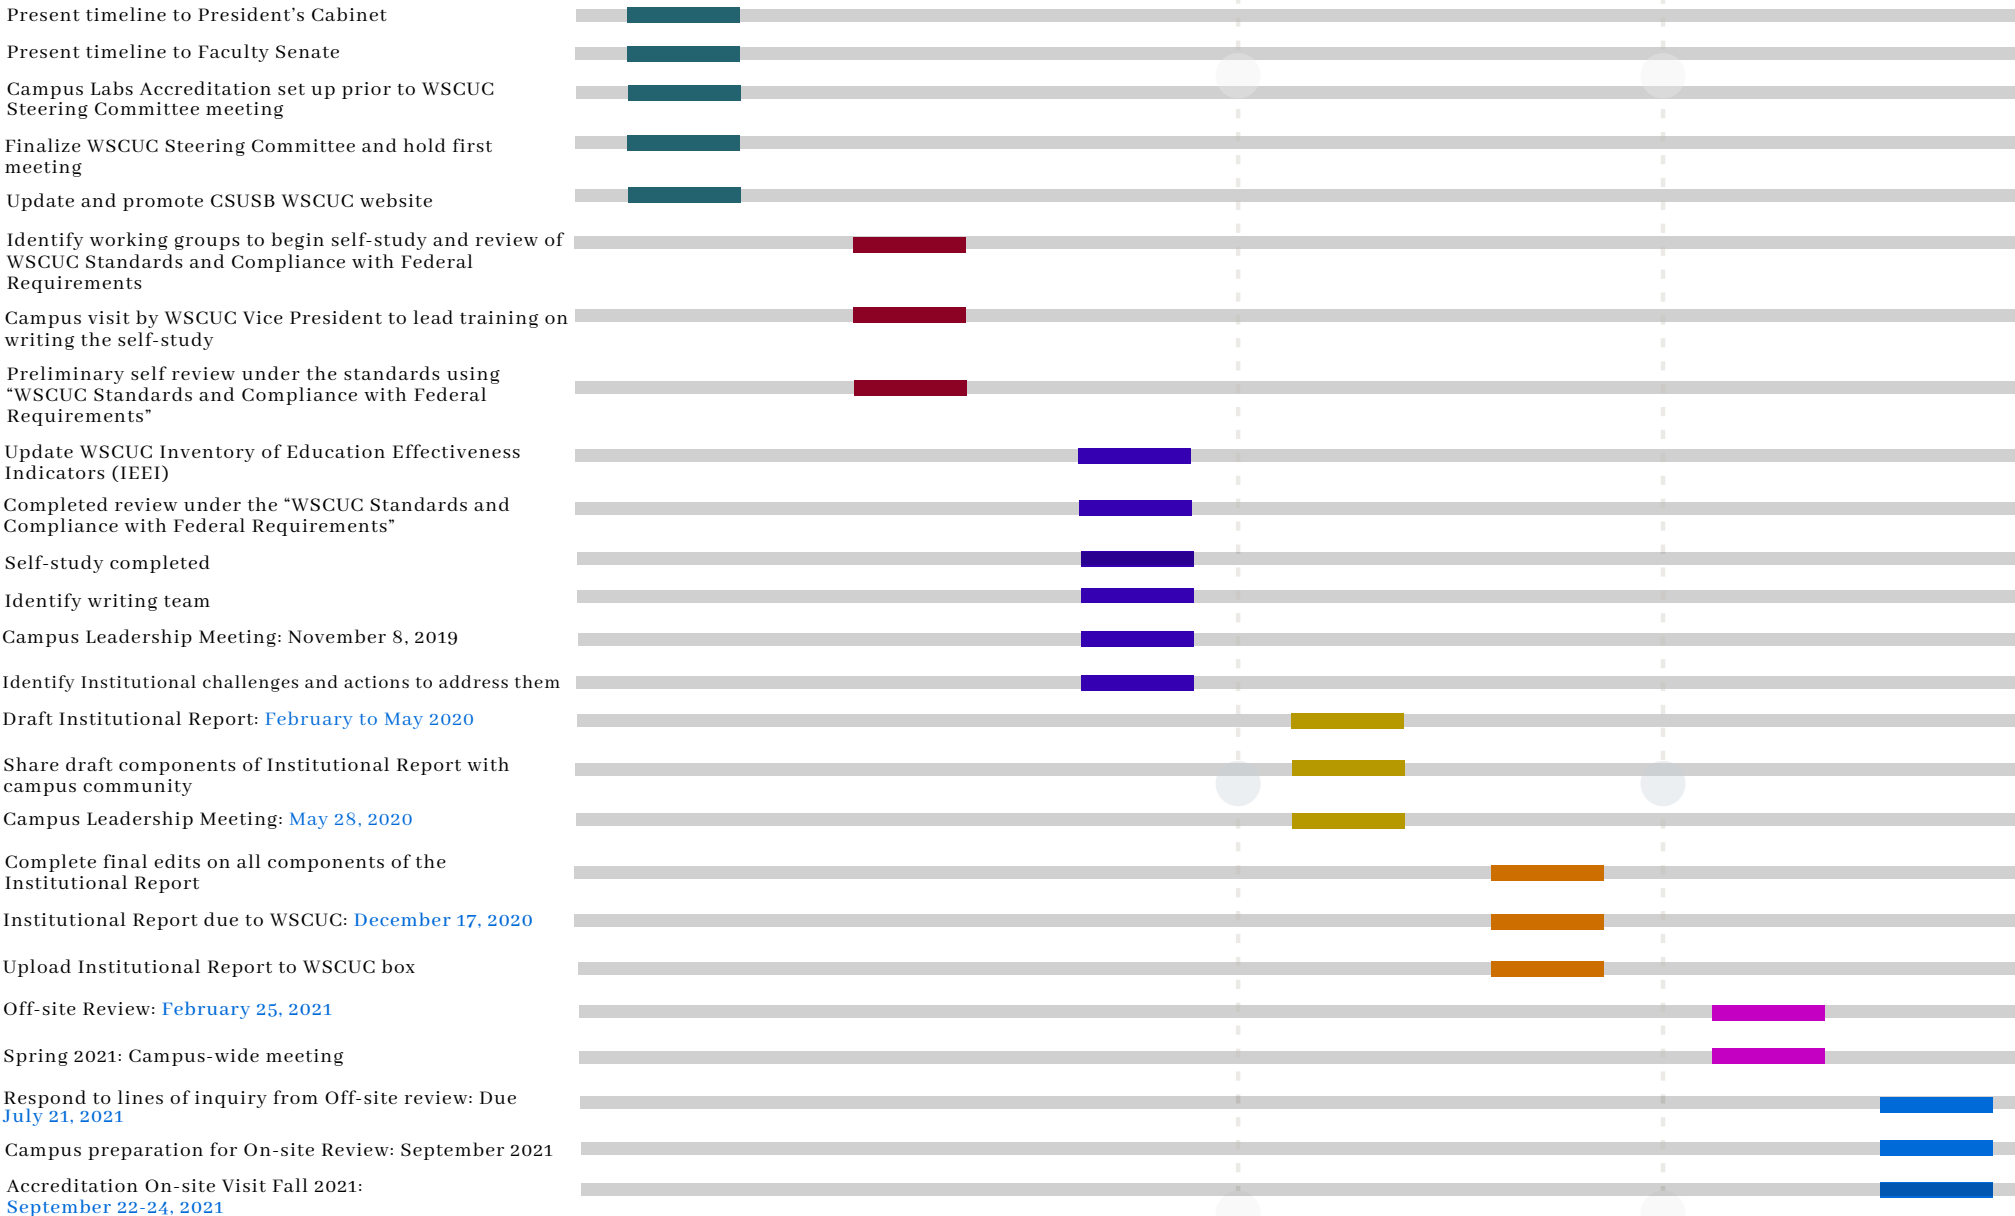 Present timeline to President’s Cabinet
Present timeline to Faculty Senate
Campus Labs Accreditation set up prior to WSCUC
Steering Committee meeting
Finalize WSCUC Steering Committee and hold first
meeting
Update and promote CSUSB WSCUC website
Identify working groups to begin self-study and review of
WSCUC Standards and Compliance with Federal
Requirements
Campus visit by WSCUC Vice President to lead training on
writing the self-study
Preliminary self review under the standards using
“WSCUC Standards and Compliance with Federal
Requirements”
Update WSCUC Inventory of Education Effectiveness
Indicators (IEEI)
Completed review under the “WSCUC Standards and
Compliance with Federal Requirements”
Self-study completed
Identify writing team
Campus Leadership Meeting: November 8, 2019
Identify Institutional challenges and actions to address them
Draft Institutional Report: February to May 2020
Share draft components of Institutional Report with
campus community
Campus Leadership Meeting: May 28, 2020
Complete final edits on all components of the
Institutional Report
Institutional Report due to WSCUC: December 17, 2020
Upload Institutional Report to WSCUC box
Off-site Review: February 25, 2021
Spring 2021: Campus-wide meeting
Respond to lines of inquiry from Off-site review: Due
July 21, 2021
Campus preparation for On-site Review: September 2021
Accreditation On-site Visit Fall 2021:
September 22-24, 2021